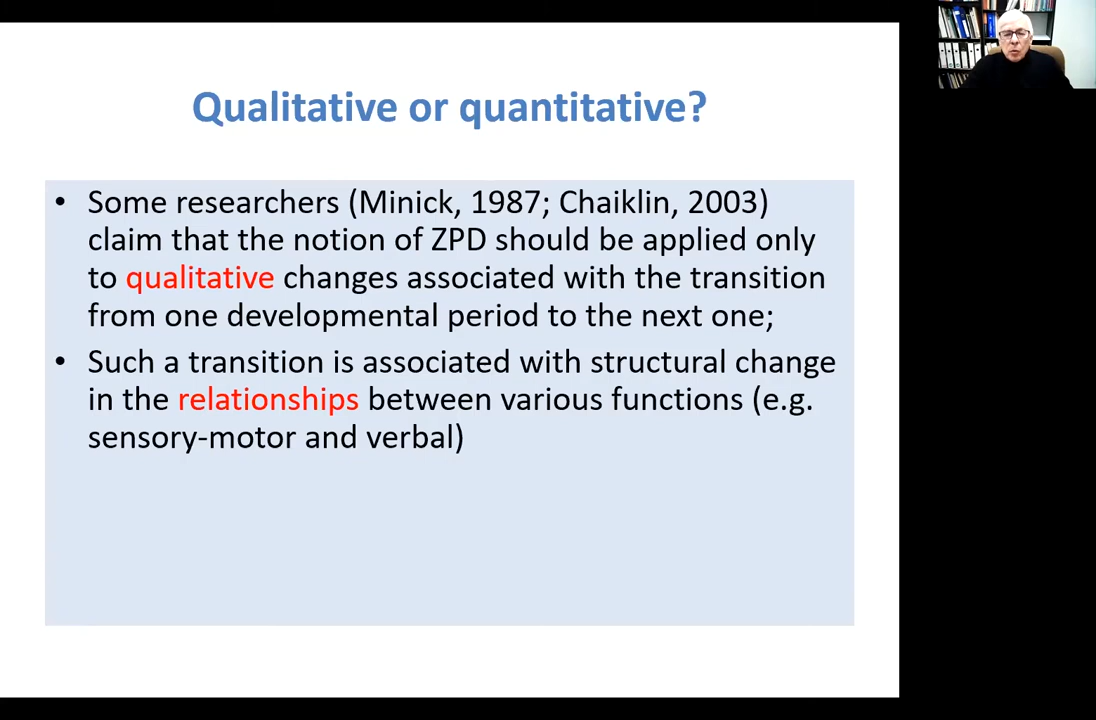 Qualitative or quantitative?
• Some researchers (Minick, 1987; Chaiklin, 2003)
claim that the notion of ZPD should be applied only
to qualitative changes associated with the transition
from one developmental period to the next one;
• Such a transition is associated with structural change
in the relationships between various functions (e.g.
sensory-motor and verbal)